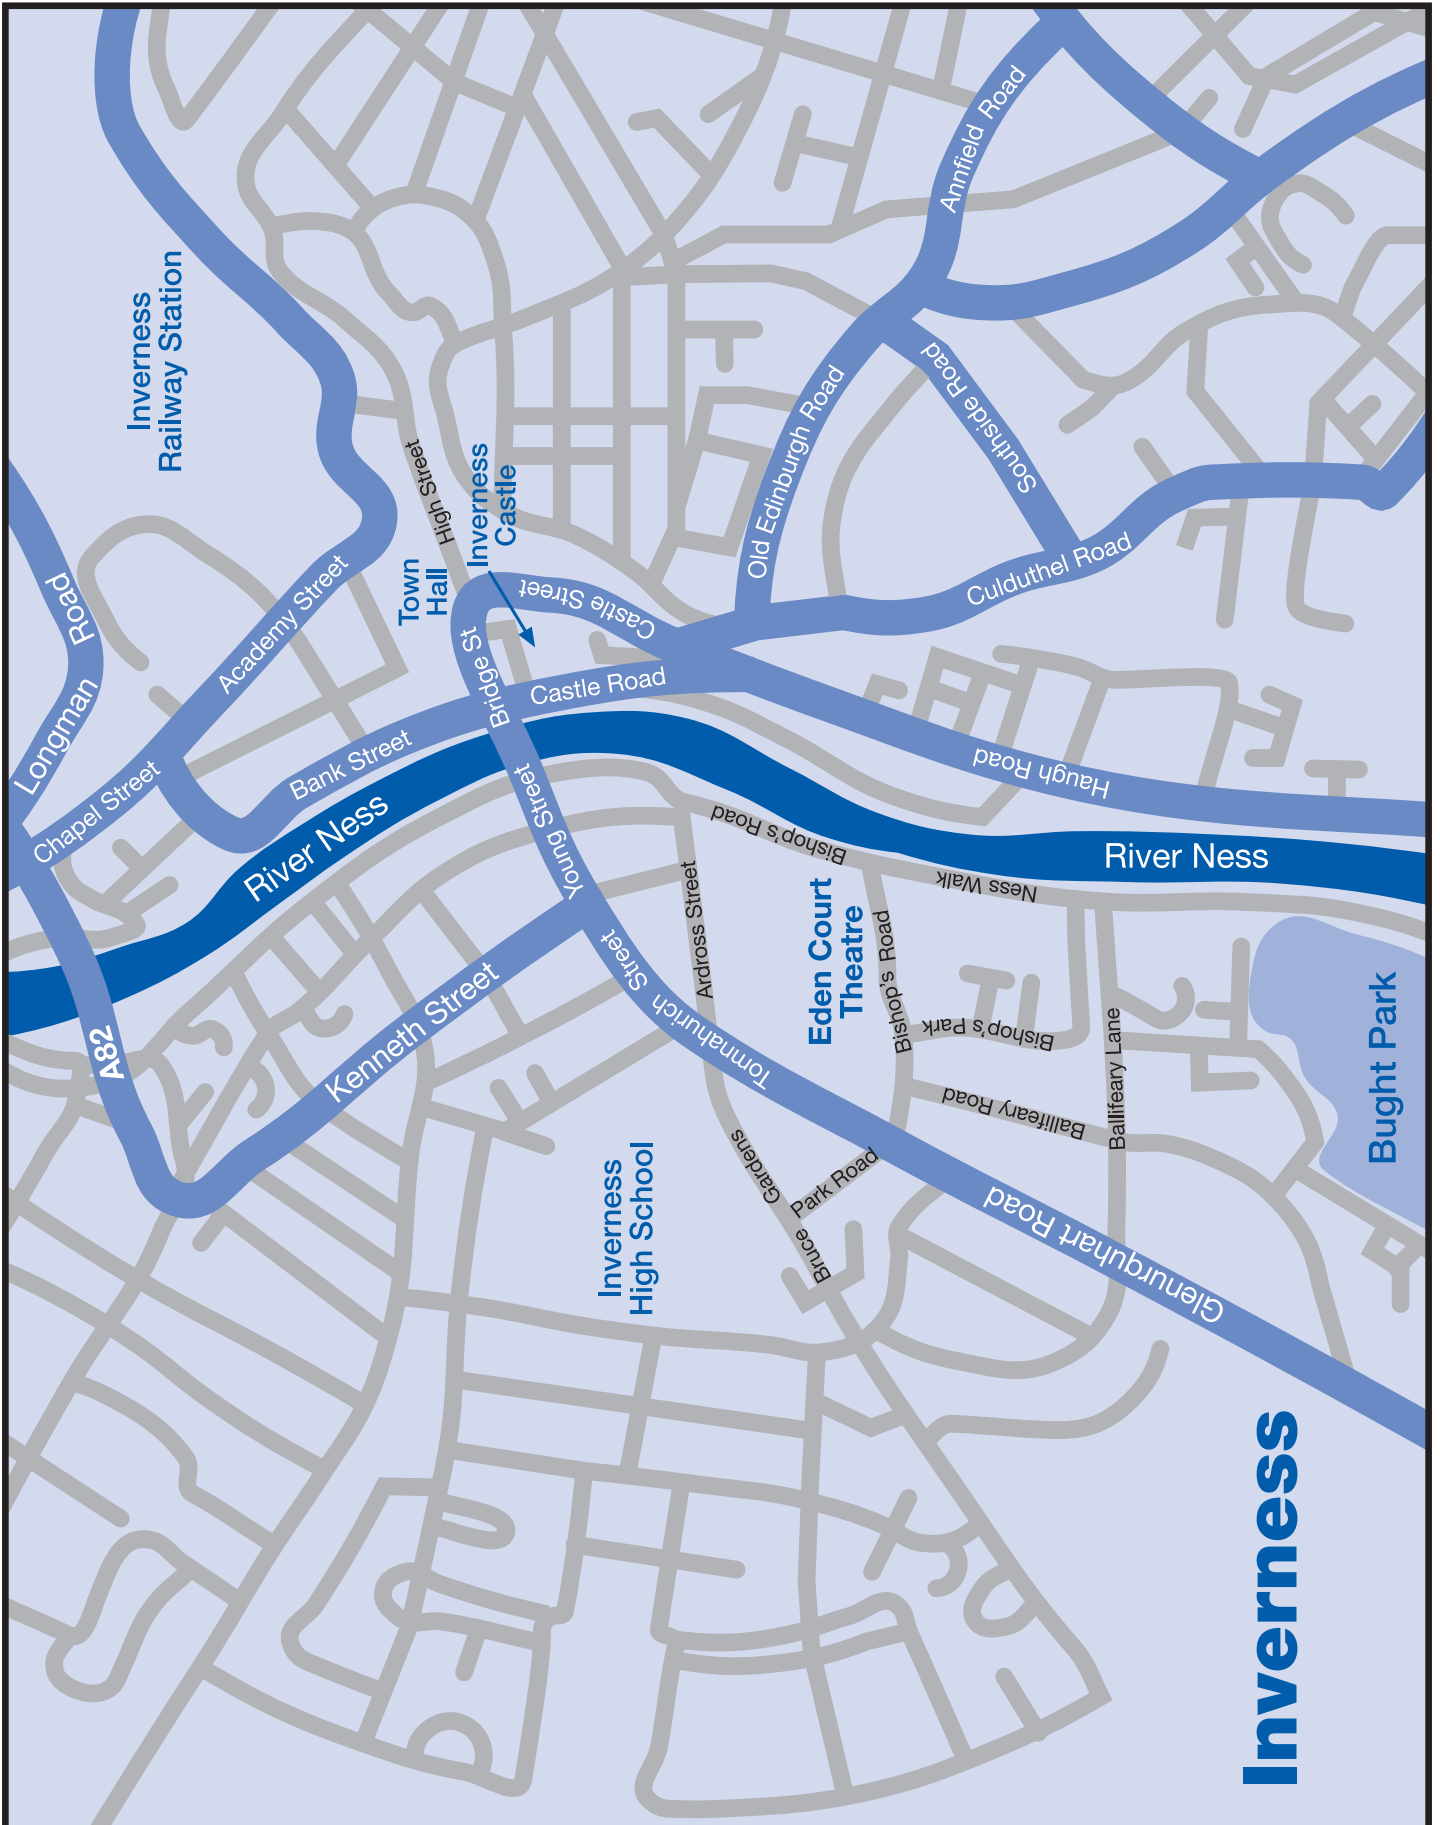 Inverness
Railway Station
Annfield Road
Old Edinburgh Road
Southside Road
Culduthel Road
High Street
Inverness
Castle
Town
Hall
Castle Street
Longman Road
Academy Street
Chapel Street
Bank Street
Bridge St
Castle Road
Haugh Road
River Ness
River Ness
Young Street
Bishop's Road
Ness Walk
Ardross Street
Eden Court
Theatre
Bishop's Road
Bishop's Park
Ballifeary Lane
Ballifeary Road
Bught Park
A82
Kenneth Street
Tomnahurich Street
Inverness
High School
Bruce Gardens
Park Road
Glenurquhart Road
Inverness